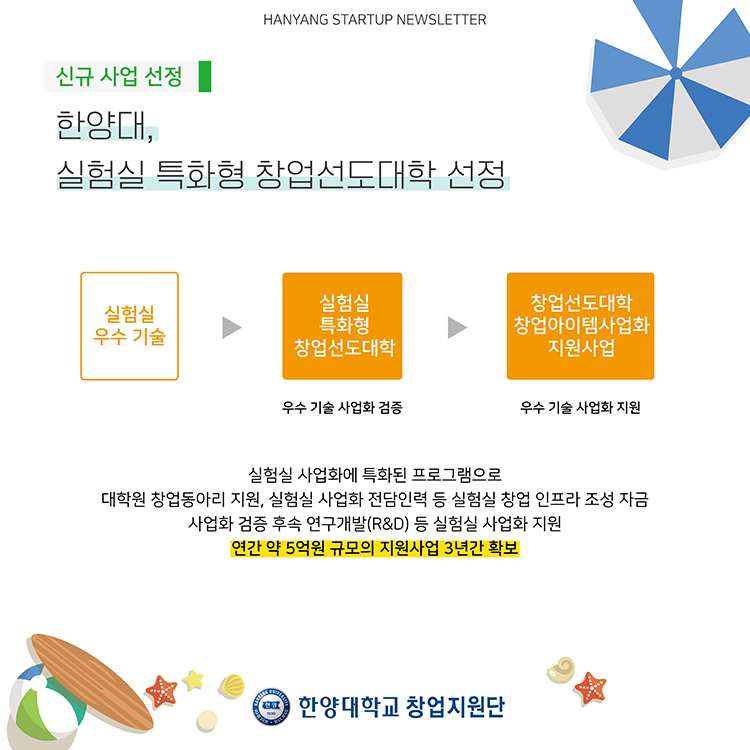 HANYANG STARTUP NEWSLETTER
신규 사업 선정
한양대,
실험실 특화형 창업선도대학 선정
실험실
우수 기술
실험실
특화형
창업선도대학
우수 기술 사업화 검증
창업선도대학
창업아이템사업화
지원사업
우수 기술 사업화 지원
실험실 사업화에 특화된 프로그램으로
대학원 창업동아리 지원, 실험실 사업화 전담인력 등 실험실 창업 인프라 조성 자금
사업화 검증 후속 연구개발(R&D) 등 실험실 사업화 지원
연간 약 5억원 규모의 지원사업 3년간 확보
한양대학교 창업지원단